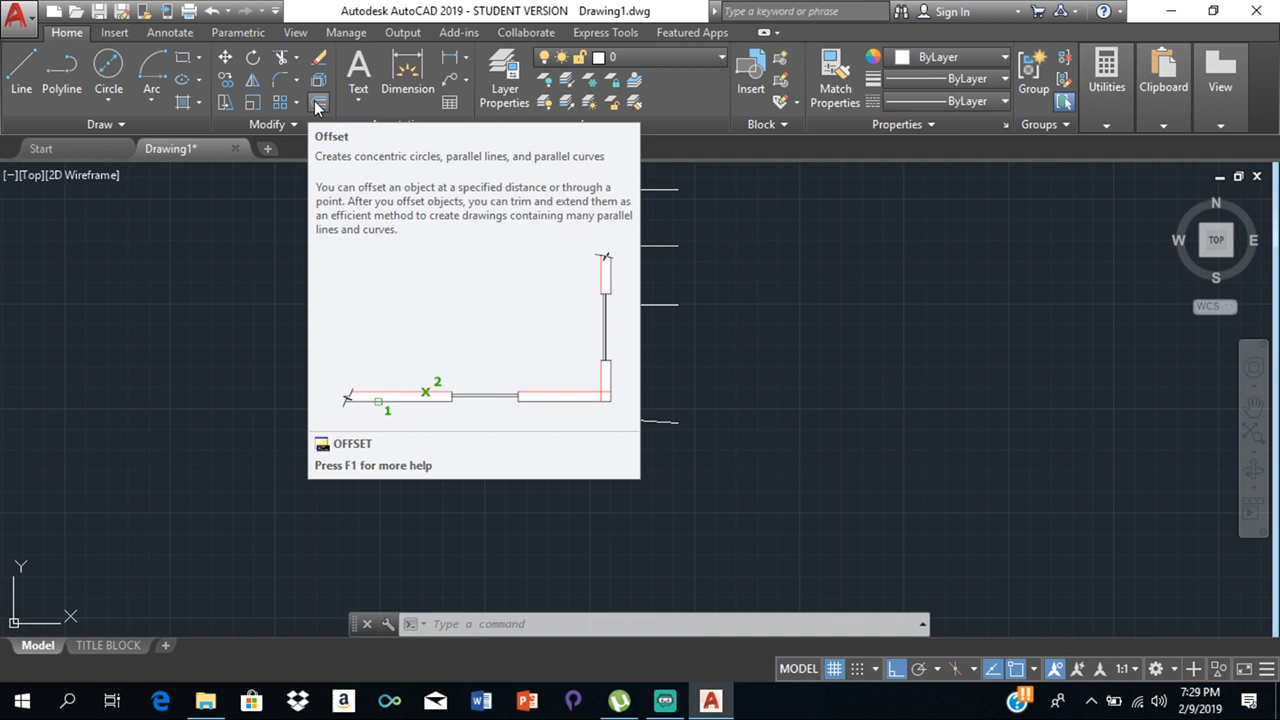 Autodesk AutoCAD 2019 - STUDENT VERSION Drawing1.dwg
Type a keyword or phrase
Sign In
Home Insert Annotate Parametric View Manage Output Add-ins Collaborate Express Tools Featured Apps
Line Polyline Circle Arc
Text Dimension
Layer Properties
0
Insert
Match Properties
ByLayer
ByLayer
ByLayer
Group
Utilities
Clipboard
View
Draw
Modify
Block
Properties
Groups
Start
Drawing1*
[−][Top][2D Wireframe]
Offset
Creates concentric circles, parallel lines, and parallel curves
You can offset an object at a specified distance or through a
point. After you offset objects, you can trim and extend them as
an efficient method to create drawings containing many parallel
lines and curves.
2
1
OFFSET
Press F1 for more help
N
W TOP E
S
WCS
Y
X
Type a command
Model
TITLE BLOCK
MODEL
1:1
7:29 PM
2/9/2019